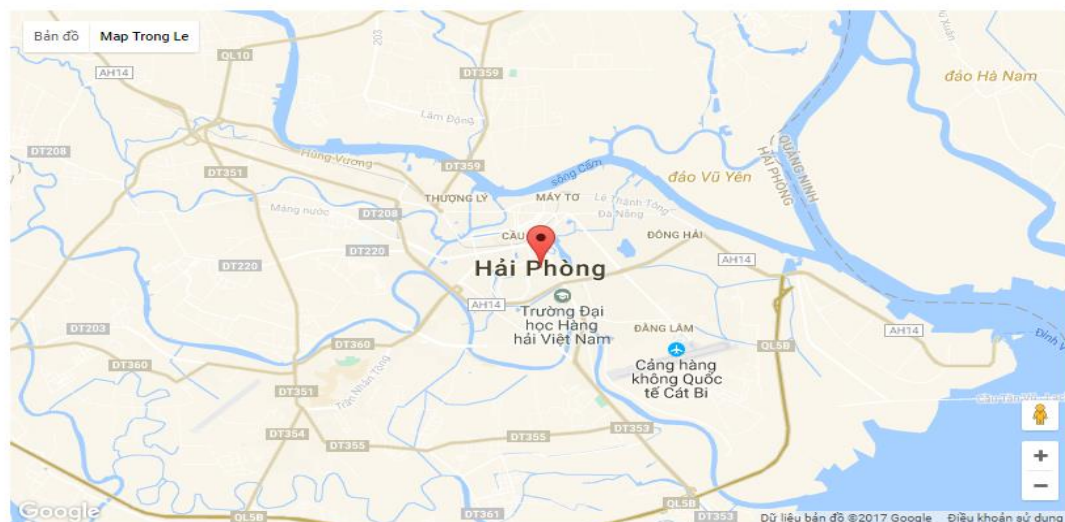 Bản đồ
Map Trong Le
203
QL10
AH14
DT359
đảo Hà Nam
Lâm Động
DT208
Hùng Vương
DT351
DT359
sông Cấm
QUẢNG NINH
HẢI PHÒNG
đảo Vũ Yên
THƯỢNG LÝ
MÁY TƠ
Lê Thánh Tông
Máng nước
DT208
Đà Nẵng
CẦU
ĐÔNG HẢI
DT220
DT220
AH14
Hải Phòng
AH14
Trường Đại
học Hàng
hải Việt Nam
ĐẰNG LÂM
AH14
DT203
DT360
QL5B
DT360
Cảng hàng
không Quốc
tế Cát Bi
Trần Nhân Tông
DT351
DT354
DT355
DT355
DT353
+
−
Google
QL5B
DT361
QL5B
DT353
Dữ liệu bản đồ ©2017 Google
Điều khoản sử dụng